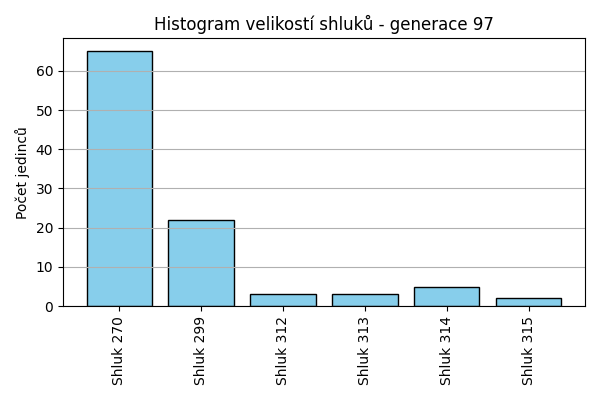 Histogram velikostí shluků - generace 97
Počet jedinců
60
50
40
30
20
10
0
Shluk 270
Shluk 299
Shluk 312
Shluk 313
Shluk 314
Shluk 315